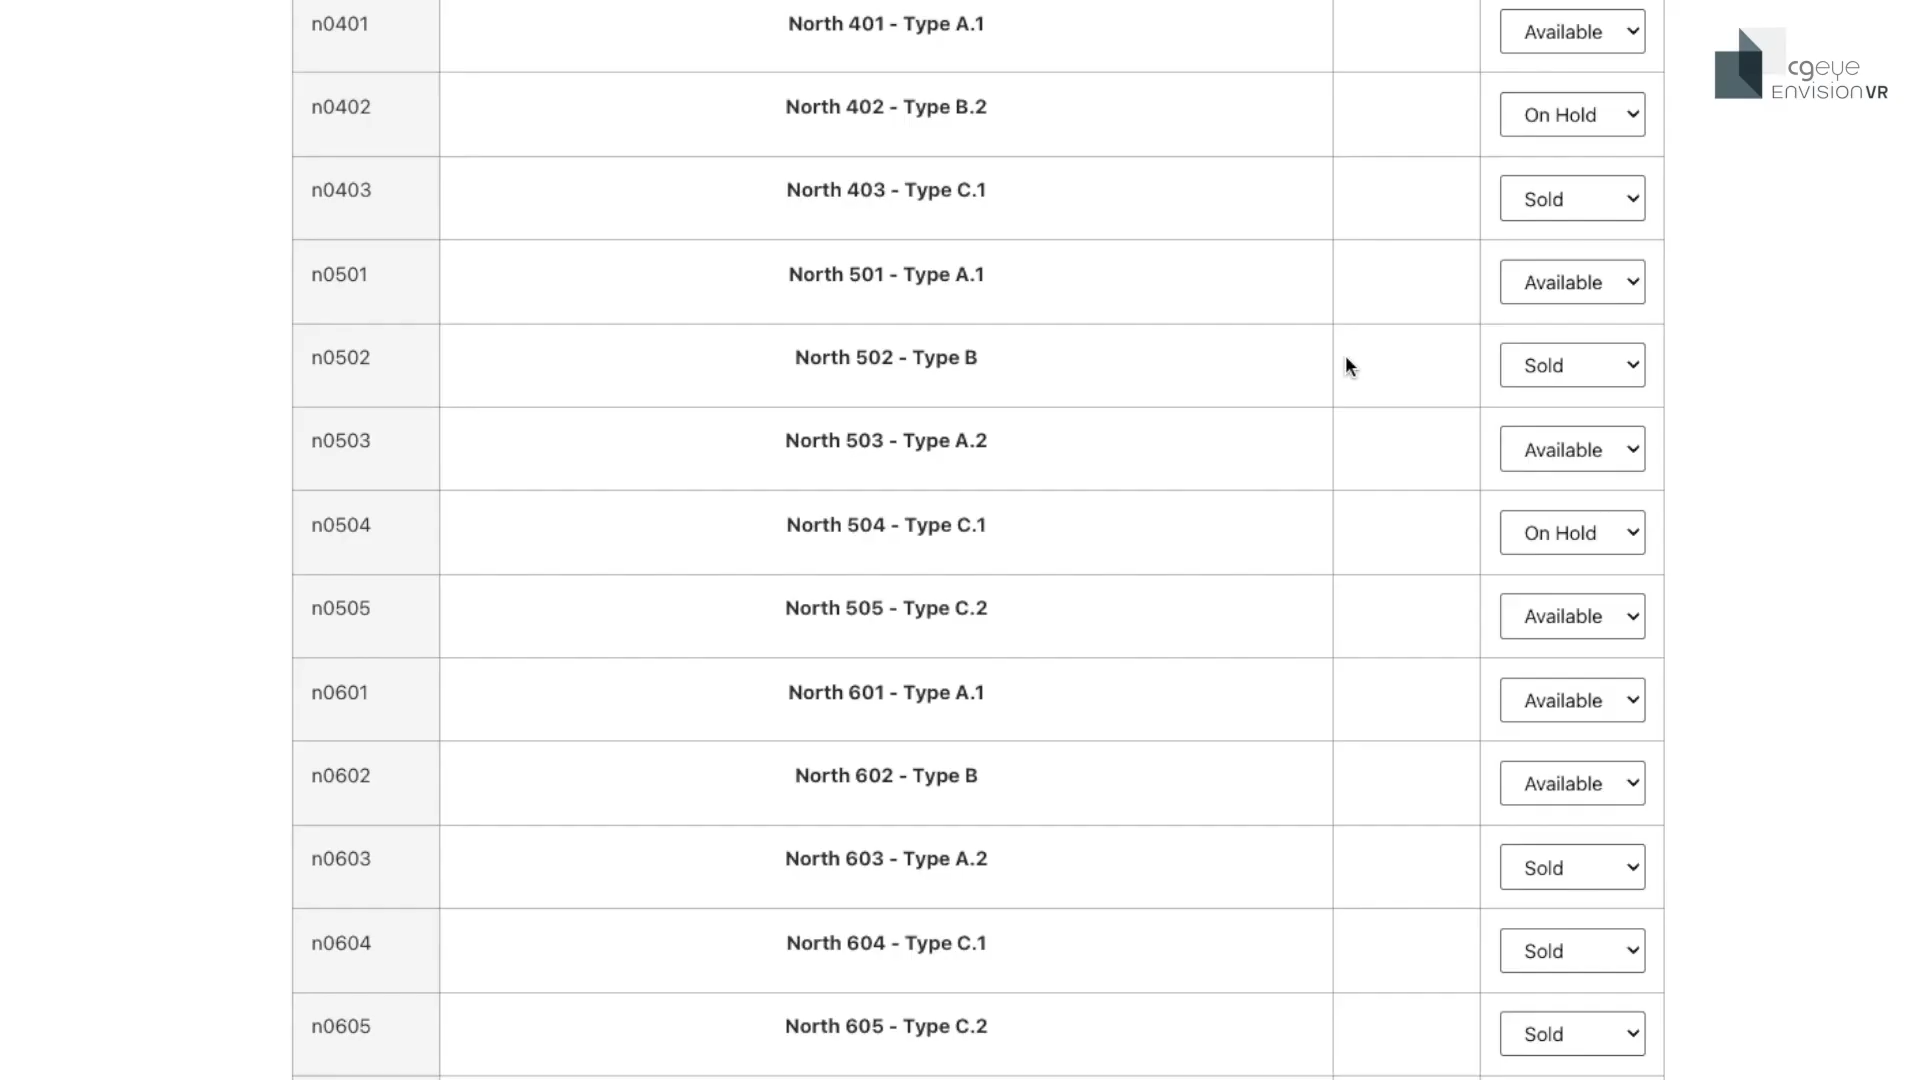 n0401 North 401 - Type A.1 Available
cgeye
EnvisionVR
n0402 North 402 - Type B.2 On Hold
n0403 North 403 - Type C.1 Sold
n0501 North 501 - Type A.1 Available
n0502 North 502 - Type B Sold
n0503 North 503 - Type A.2 Available
n0504 North 504 - Type C.1 On Hold
n0505 North 505 - Type C.2 Available
n0601 North 601 - Type A.1 Available
n0602 North 602 - Type B Available
n0603 North 603 - Type A.2 Sold
n0604 North 604 - Type C.1 Sold
n0605 North 605 - Type C.2 Sold